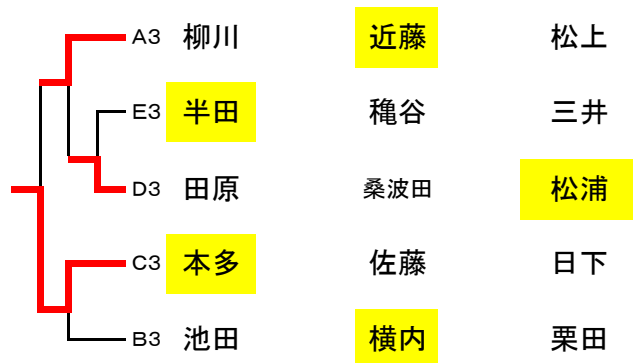 A3 柳川 近藤 松上
E3 半田 穐谷 三井
D3 田原 桑波田 松浦
C3 本多 佐藤 日下
B3 池田 横内 栗田